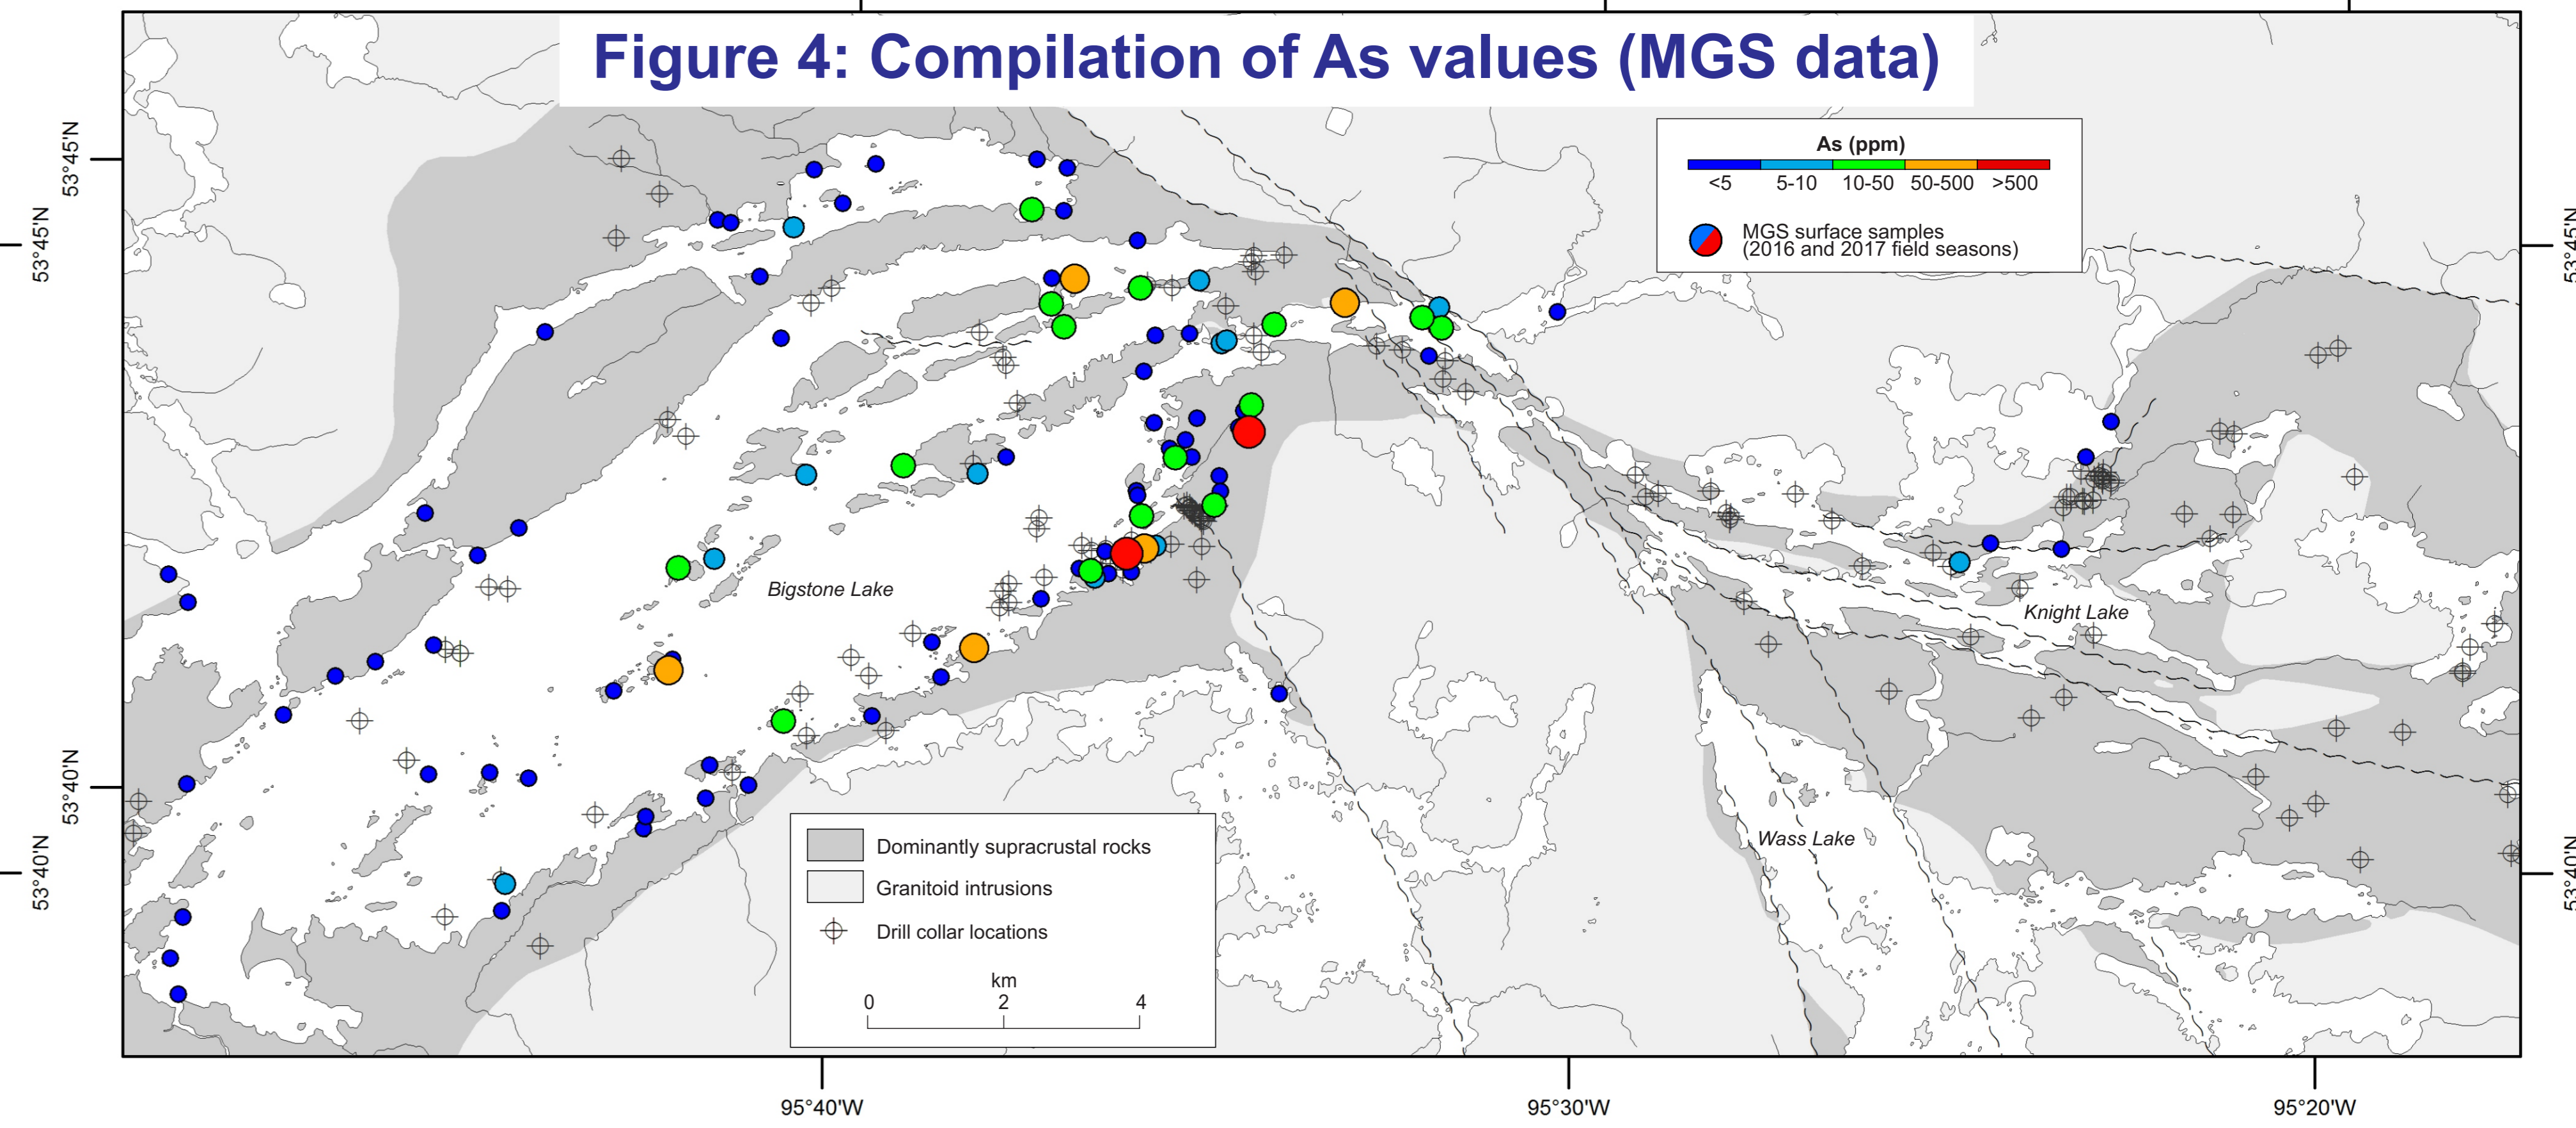 Figure 4: Compilation of As values (MGS data)
53°45'N
53°45'N
53°45'N
As (ppm)
<5 5-10 10-50 50-500 >500
MGS surface samples
(2016 and 2017 field seasons)
Bigstone Lake
Knight Lake
Wass Lake
53°40'N
53°40'N
53°40'N
Dominantly supracrustal rocks
Granitoid intrusions
Drill collar locations
km
0 2 4
95°40'W 95°30'W 95°20'W